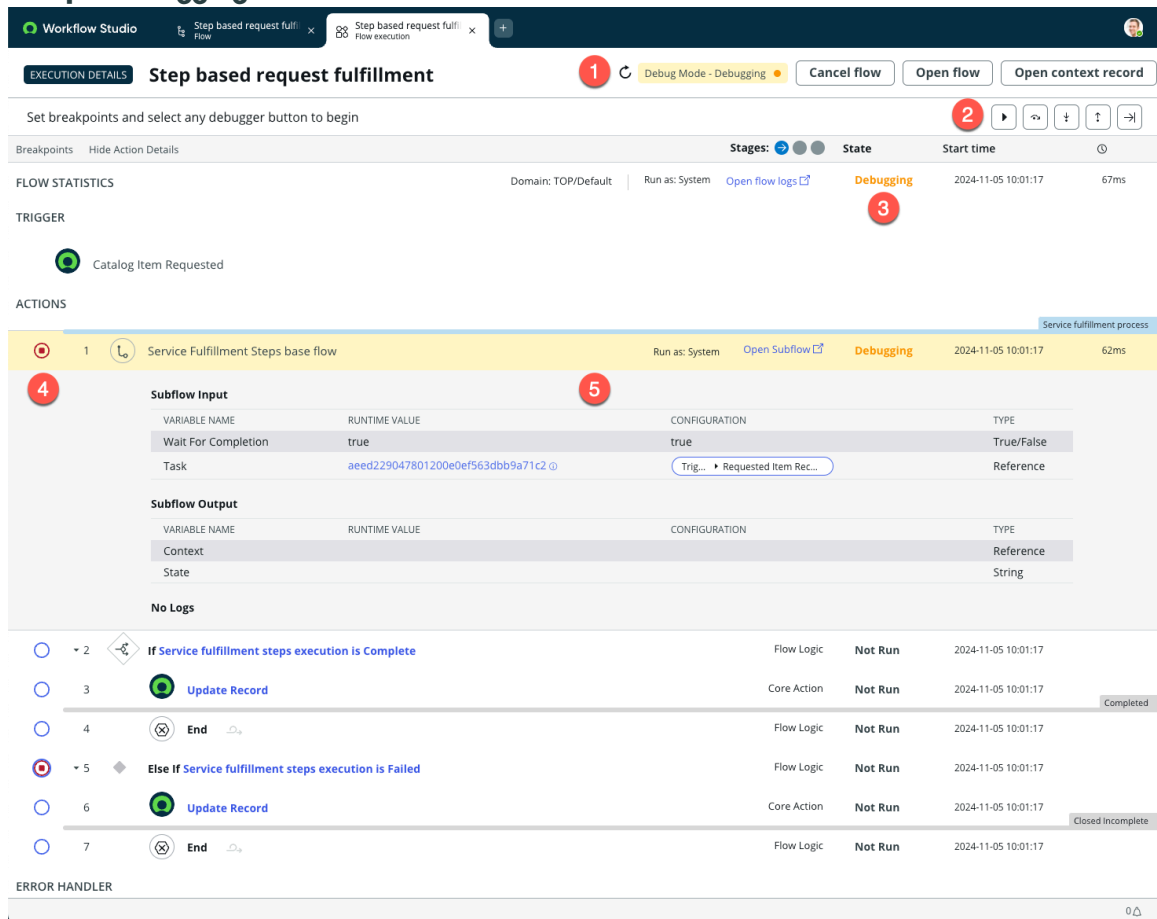 Workflow Studio
Step based request fulfil
Flow
Step based request fulfil
Flow execution
EXECUTION DETAILS
Step based request fulfillment
1
Debug Mode - Debugging
Cancel flow
Open flow
Open context record
Set breakpoints and select any debugger button to begin
2
Breakpoints Hide Action Details Stages: State Start time
FLOW STATISTICS Domain: TOP/Default Run as: System Open flow logs Debugging 2024-11-05 10:01:17 67ms
3
TRIGGER
Catalog Item Requested
ACTIONS
Service fulfillment process
1 Service Fulfillment Steps base flow Run as: System Open Subflow Debugging 2024-11-05 10:01:17 62ms
4
5
Subflow Input
VARIABLE NAME RUNTIME VALUE CONFIGURATION TYPE
Wait For Completion true true True/False
Task aeed229047801200e0ef563dbb9a71c2 Trig... Requested Item Rec... Reference
Subflow Output
VARIABLE NAME RUNTIME VALUE CONFIGURATION TYPE
Context Reference
State String
No Logs
2 If Service fulfillment steps execution is Complete Flow Logic Not Run 2024-11-05 10:01:17
3 Update Record Core Action Not Run 2024-11-05 10:01:17
Completed
4 End Flow Logic Not Run 2024-11-05 10:01:17
5 Else If Service fulfillment steps execution is Failed Flow Logic Not Run 2024-11-05 10:01:17
6 Update Record Core Action Not Run 2024-11-05 10:01:17
Closed Incomplete
7 End Flow Logic Not Run 2024-11-05 10:01:17
ERROR HANDLER
0